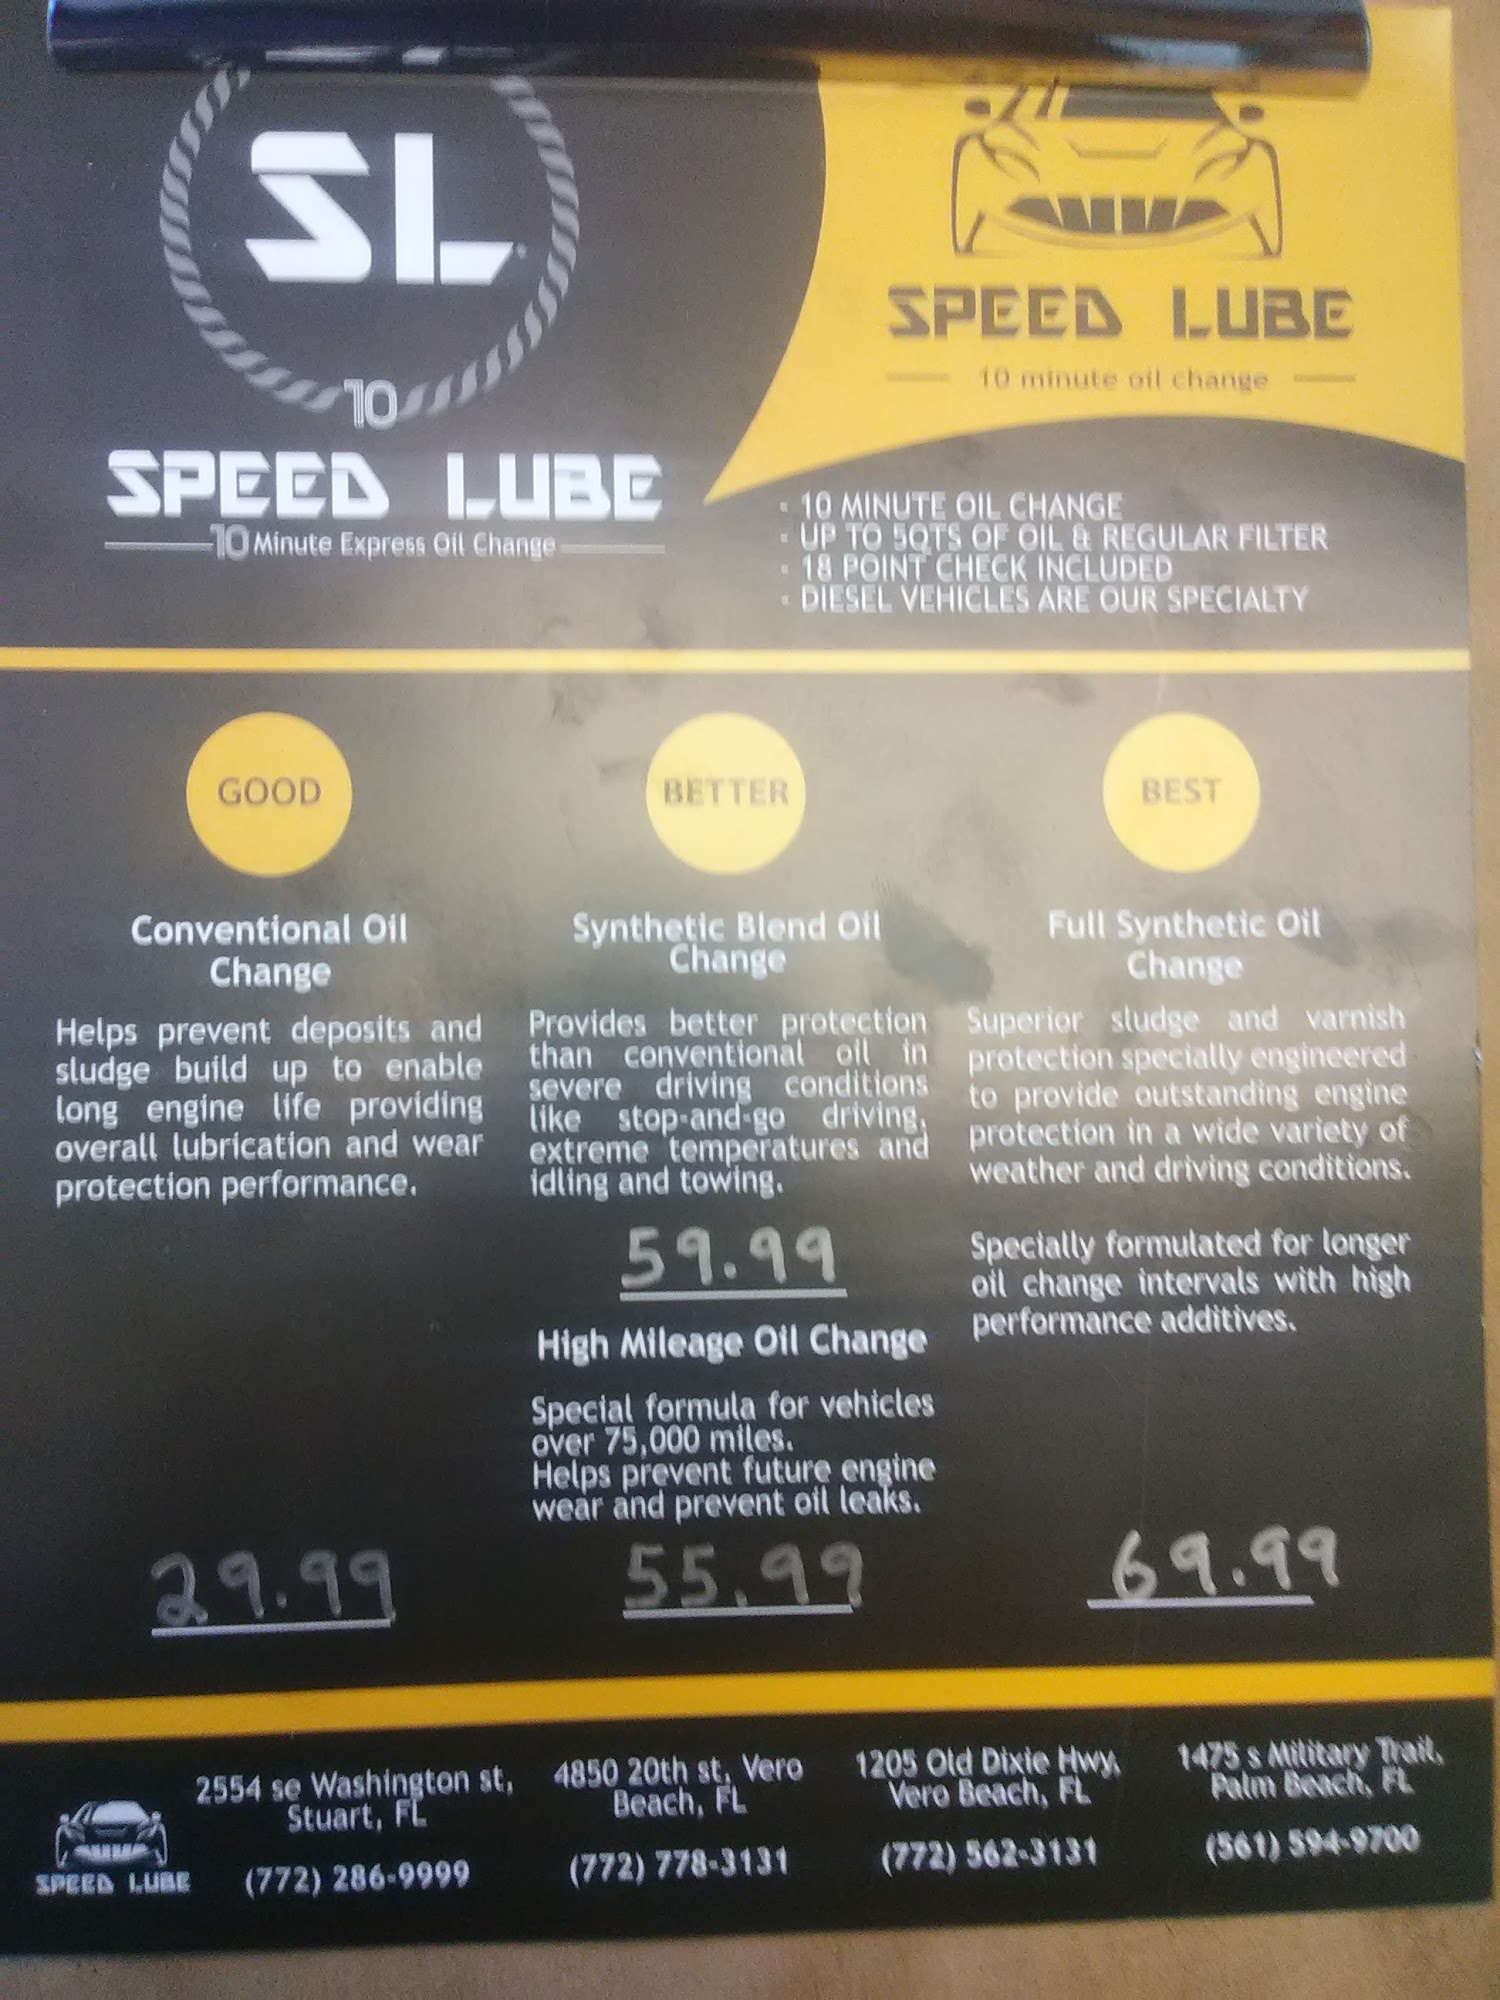 SL
10
SPEED LUBE
10 Minute Express Oil Change
SPEED LUBE
10 minute oil change
· 10 MINUTE OIL CHANGE
· UP TO 5QTS OF OIL & REGULAR FILTER
· 18 POINT CHECK INCLUDED
· DIESEL VEHICLES ARE OUR SPECIALTY
GOOD
Conventional Oil
Change
Helps prevent deposits and
sludge build up to enable
long engine life providing
overall lubrication and wear
protection performance.
29.99
BETTER
Synthetic Blend Oil
Change
Provides better protection
than conventional oil in
severe driving conditions
like stop-and-go driving,
extreme temperatures and
idling and towing.
59.99
High Mileage Oil Change
Special formula for vehicles
over 75,000 miles.
Helps prevent future engine
wear and prevent oil leaks.
55.99
BEST
Full Synthetic Oil
Change
Superior sludge and varnish
protection specially engineered
to provide outstanding engine
protection in a wide variety of
weather and driving conditions.
Specially formulated for longer
oil change intervals with high
performance additives.
69.99
SPEED LUBE
2554 se Washington st,
Stuart, FL
(772) 286-9999
4850 20th st, Vero
Beach, FL
(772) 778-3131
1205 Old Dixie Hwy,
Vero Beach, FL
(772) 562-3131
1475 s Military Trail,
Palm Beach, FL
(561) 594-9700